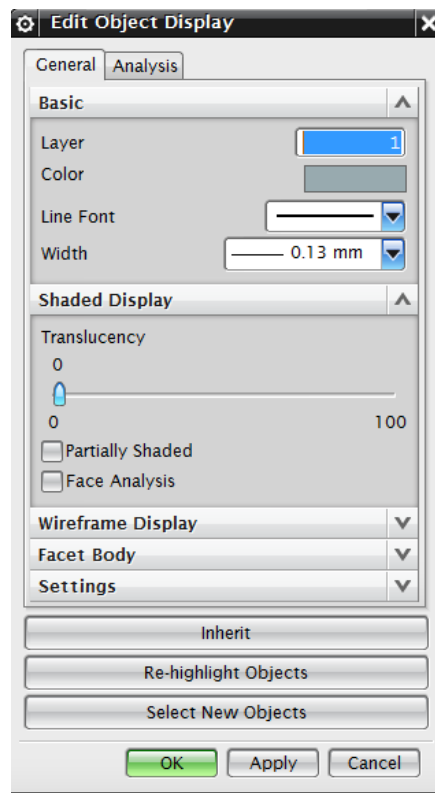 Edit Object Display
General Analysis
Basic
Layer 1
Color
Line Font
Width 0.13 mm
Shaded Display
Translucency
0
0 100
Partially Shaded
Face Analysis
Wireframe Display
Facet Body
Settings
Inherit
Re-highlight Objects
Select New Objects
OK Apply Cancel